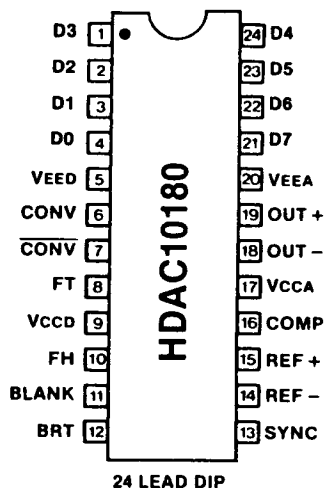 D3 1 24 D4
D2 2 23 D5
D1 3 22 D6
D0 4 21 D7
VEED 5 20 VEEA
CONV 6 19 OUT +
C̅O̅N̅V̅ 7 18 OUT −
FT 8 17 VCCA
VCCD 9 16 COMP
FH 10 15 REF +
BLANK 11 14 REF −
BRT 12 13 SYNC
HDAC10180
24 LEAD DIP